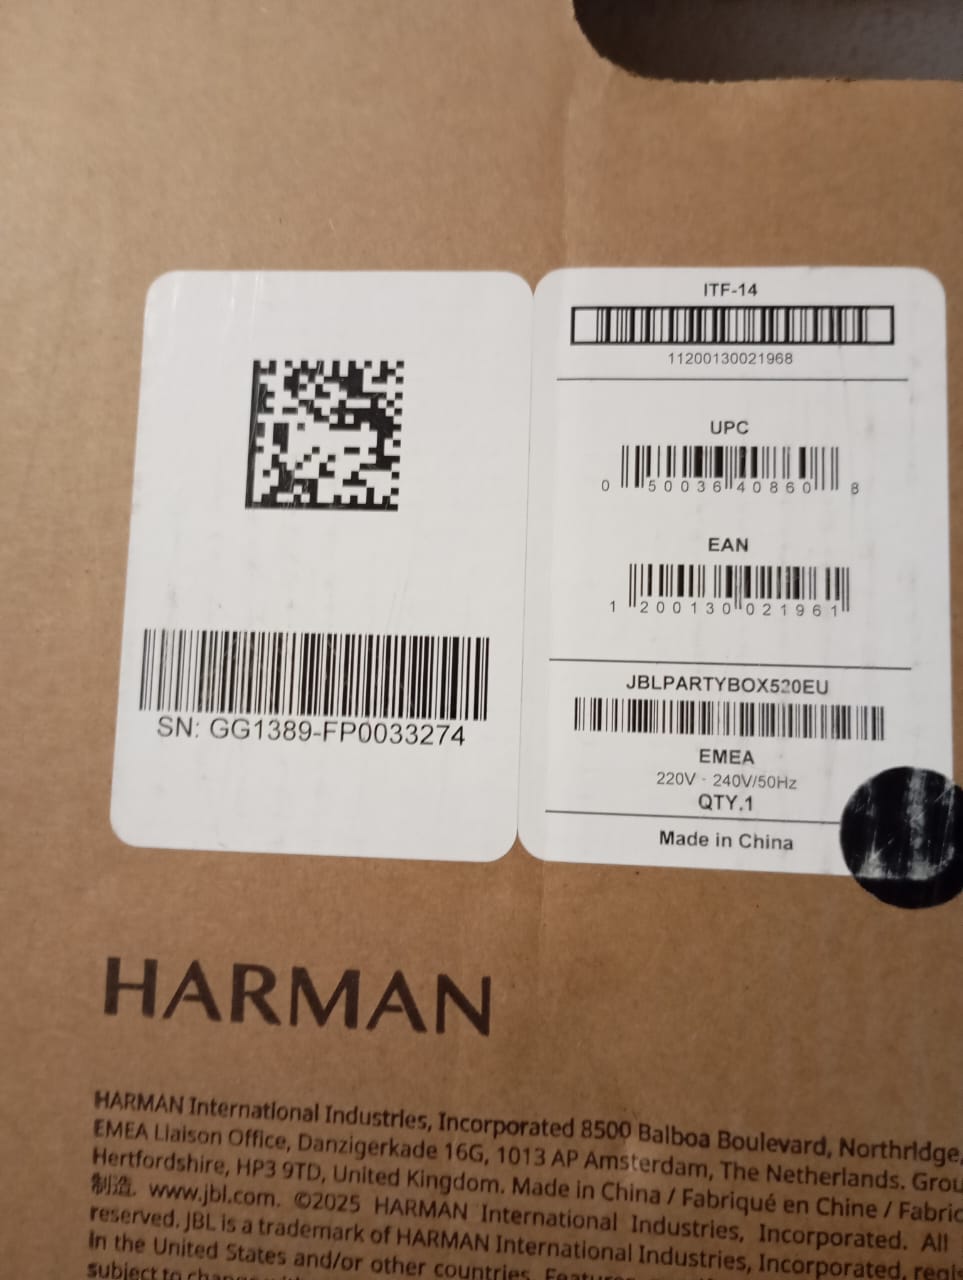 ITF-14
11200130021968
UPC
0 50036 40860 8
EAN
1 200130 021961
JBLPARTYBOX520EU
EMEA
220V - 240V/50Hz
QTY.1
Made in China
SN: GG1389-FP0033274
HARMAN
HARMAN International Industries, Incorporated 8500 Balboa Boulevard, Northridge,
EMEA Liaison Office, Danzigerkade 16G, 1013 AP Amsterdam, The Netherlands.
Hertfordshire, HP3 9TD, United Kingdom. Made in China / Fabriqué en Chine /
制造. www.jbl.com. ©2025 HARMAN International Industries, Incorporated. All
reserved. JBL is a trademark of HARMAN International Industries, Incorporated,
in the United States and/or other countries.
subject to